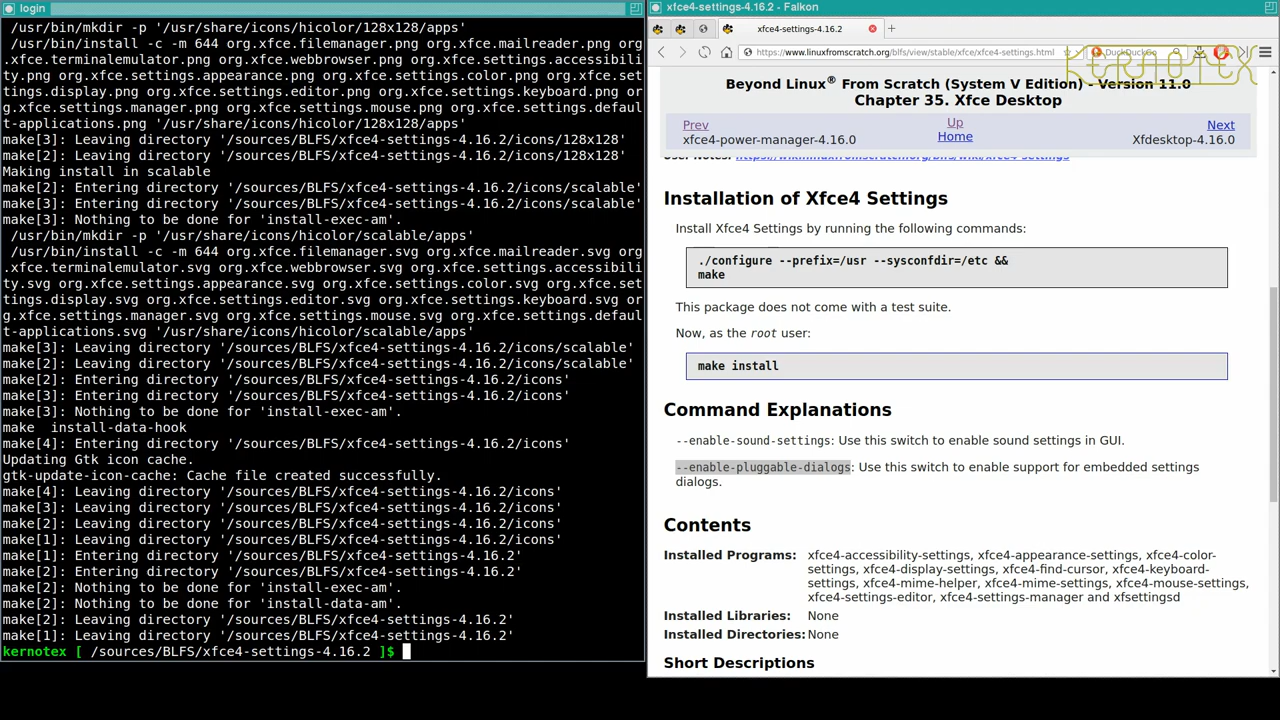 login
/usr/bin/mkdir -p '/usr/share/icons/hicolor/128x128/apps'
/usr/bin/install -c -m 644 org.xfce.filemanager.png org.xfce.mailreader.png org
.xfce.terminalemulator.png org.xfce.webbrowser.png org.xfce.settings.accessibil
ity.png org.xfce.settings.appearance.png org.xfce.settings.color.png org.xfce.s
ettings.display.png org.xfce.settings.editor.png org.xfce.settings.keyboard.png
org.xfce.settings.manager.png org.xfce.settings.mouse.png org.xfce.settings.defaul
t-applications.png '/usr/share/icons/hicolor/128x128/apps'
make[3]: Leaving directory '/sources/BLFS/xfce4-settings-4.16.2/icons/128x128'
make[2]: Leaving directory '/sources/BLFS/xfce4-settings-4.16.2/icons/128x128'
Making install in scalable
make[2]: Entering directory '/sources/BLFS/xfce4-settings-4.16.2/icons/scalable'
make[3]: Entering directory '/sources/BLFS/xfce4-settings-4.16.2/icons/scalable'
make[3]: Nothing to be done for 'install-exec-am'.
/usr/bin/mkdir -p '/usr/share/icons/hicolor/scalable/apps'
/usr/bin/install -c -m 644 org.xfce.filemanager.svg org.xfce.mailreader.svg org
.xfce.terminalemulator.svg org.xfce.webbrowser.svg org.xfce.settings.accessibili
ty.svg org.xfce.settings.appearance.svg org.xfce.settings.color.svg org.xfce.set
tings.display.svg org.xfce.settings.editor.svg org.xfce.settings.keyboard.svg or
g.xfce.settings.manager.svg org.xfce.settings.mouse.svg org.xfce.settings.defaul
t-applications.svg '/usr/share/icons/hicolor/scalable/apps'
make[3]: Leaving directory '/sources/BLFS/xfce4-settings-4.16.2/icons/scalable'
make[2]: Leaving directory '/sources/BLFS/xfce4-settings-4.16.2/icons/scalable'
make[2]: Entering directory '/sources/BLFS/xfce4-settings-4.16.2/icons'
make[3]: Entering directory '/sources/BLFS/xfce4-settings-4.16.2/icons'
make[3]: Nothing to be done for 'install-exec-am'.
make  install-data-hook
make[4]: Entering directory '/sources/BLFS/xfce4-settings-4.16.2/icons'
Updating Gtk icon cache.
gtk-update-icon-cache: Cache file created successfully.
make[4]: Leaving directory '/sources/BLFS/xfce4-settings-4.16.2/icons'
make[3]: Leaving directory '/sources/BLFS/xfce4-settings-4.16.2/icons'
make[2]: Leaving directory '/sources/BLFS/xfce4-settings-4.16.2/icons'
make[1]: Leaving directory '/sources/BLFS/xfce4-settings-4.16.2/icons'
make[1]: Entering directory '/sources/BLFS/xfce4-settings-4.16.2'
make[2]: Entering directory '/sources/BLFS/xfce4-settings-4.16.2'
make[2]: Nothing to be done for 'install-exec-am'.
make[2]: Nothing to be done for 'install-data-am'.
make[2]: Leaving directory '/sources/BLFS/xfce4-settings-4.16.2'
make[1]: Leaving directory '/sources/BLFS/xfce4-settings-4.16.2'
kernotex [ /sources/BLFS/xfce4-settings-4.16.2 ]$
xfce4-settings-4.16.2 - Falkon
xfce4-settings-4.16.2
https://www.linuxfromscratch.org/blfs/view/stable/xfce/xfce4-settings.html
DuckDuckGo
KERNOTEX
Beyond Linux® From Scratch (System V Edition) - Version 11.0
Chapter 35. Xfce Desktop
Prev Up Next
xfce4-power-manager-4.16.0 Home Xfdesktop-4.16.0
User Notes: https://wiki.linuxfromscratch.org/blfs/wiki/xfce4-settings
Installation of Xfce4 Settings
Install Xfce4 Settings by running the following commands:
./configure --prefix=/usr --sysconfdir=/etc &&
make
This package does not come with a test suite.
Now, as the root user:
make install
Command Explanations
--enable-sound-settings: Use this switch to enable sound settings in GUI.
--enable-pluggable-dialogs: Use this switch to enable support for embedded settings
dialogs.
Contents
Installed Programs: xfce4-accessibility-settings, xfce4-appearance-settings, xfce4-color-
settings, xfce4-display-settings, xfce4-find-cursor, xfce4-keyboard-
settings, xfce4-mime-helper, xfce4-mime-settings, xfce4-mouse-settings,
xfce4-settings-editor, xfce4-settings-manager and xfsettingsd
Installed Libraries: None
Installed Directories: None
Short Descriptions